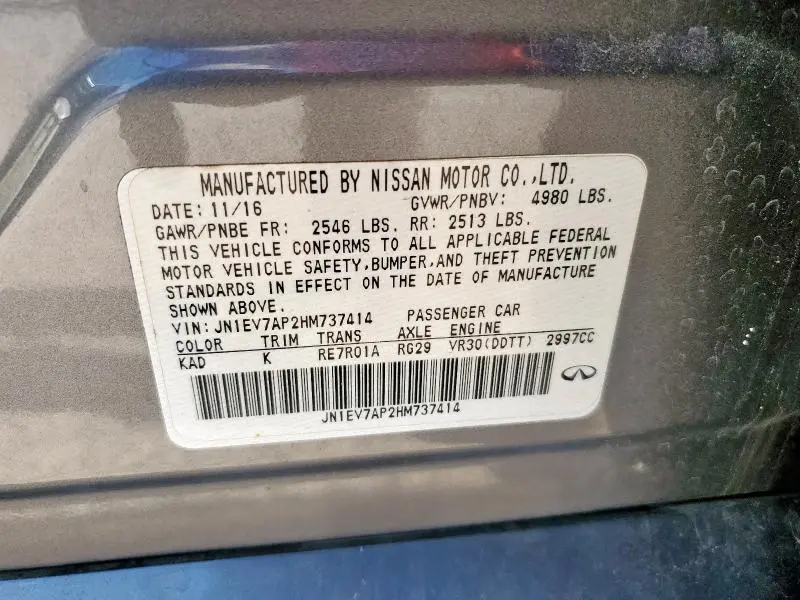 MANUFACTURED BY NISSAN MOTOR CO.,LTD.
DATE: 11/16 GVWR/PNBV: 4980 LBS.
GAWR/PNBE FR: 2546 LBS. RR: 2513 LBS.
THIS VEHICLE CONFORMS TO ALL APPLICABLE FEDERAL
MOTOR VEHICLE SAFETY,BUMPER,AND THEFT PREVENTION
STANDARDS IN EFFECT ON THE DATE OF MANUFACTURE
SHOWN ABOVE.
VIN: JN1EV7AP2HM737414 PASSENGER CAR
COLOR TRIM TRANS AXLE ENGINE
KAD K RE7R01A RG29 VR30(DDTT) 2997CC
JN1EV7AP2HM737414